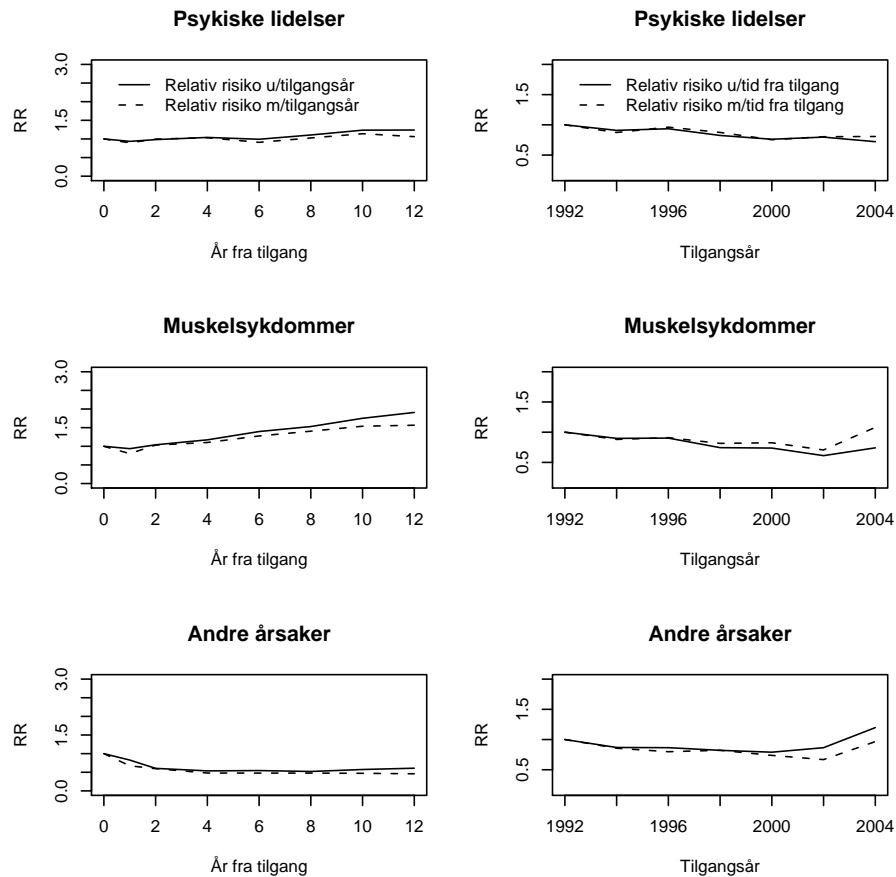 Psykiske lidelser
RR
0.0
1.5
3.0
Relativ risiko u/tilgangsår
Relativ risiko m/tilgangsår
0 2 4 6 8 10 12
År fra tilgang
Psykiske lidelser
RR
0.5
1.5
Relativ risiko u/tid fra tilgang
Relativ risiko m/tid fra tilgang
1992 1996 2000 2004
Tilgangsår
Muskelsykdommer
RR
0.0
1.5
3.0
0 2 4 6 8 10 12
År fra tilgang
Muskelsykdommer
RR
0.5
1.5
1992 1996 2000 2004
Tilgangsår
Andre årsaker
RR
0.0
1.5
3.0
0 2 4 6 8 10 12
År fra tilgang
Andre årsaker
RR
0.5
1.5
1992 1996 2000 2004
Tilgangsår